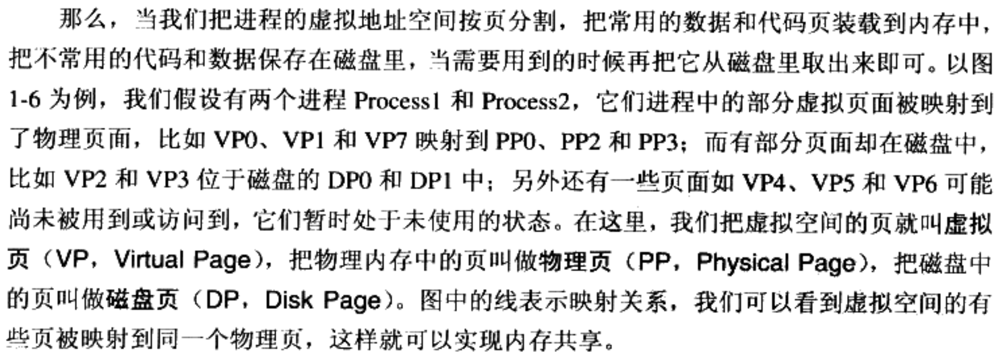 那么，当我们把进程的虚拟地址空间按页分割，把常用的数据和代码页装载到内存中，
把不常用的代码和数据保存在磁盘里，当需要用到的时候再把它从磁盘里取出来即可。以图
1-6 为例，我们假设有两个进程 Process1 和 Process2，它们进程中的部分虚拟页面被映射到
了物理页面，比如 VP0、VP1 和 VP7 映射到 PP0、PP2 和 PP3；而有部分页面却在磁盘中，
比如 VP2 和 VP3 位于磁盘的 DP0 和 DP1 中；另外还有一些页面如 VP4、VP5 和 VP6 可能
尚未被用到或访问到，它们暂时处于未使用的状态。在这里，我们把虚拟空间的页就叫虚拟
页（VP，Virtual Page），把物理内存中的页叫做物理页（PP，Physical Page），把磁盘中
的页叫做磁盘页（DP，Disk Page）。图中的线表示映射关系，我们可以看到虚拟空间的有
些页被映射到同一个物理页，这样就可以实现内存共享。